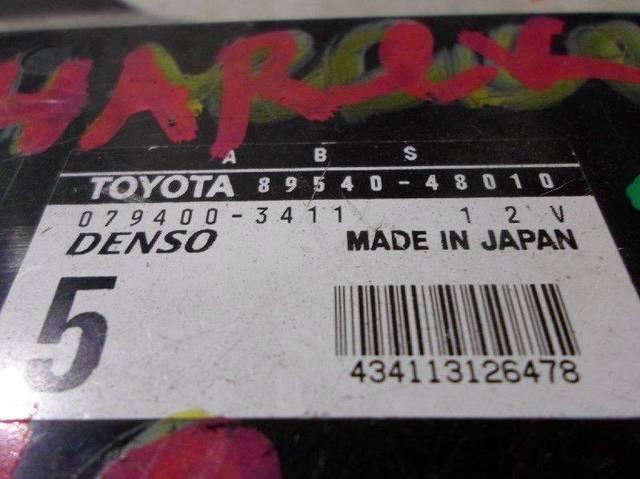 A B S
TOYOTA 89540-48010
079400-3411 12V
DENSO MADE IN JAPAN
5
434113126478